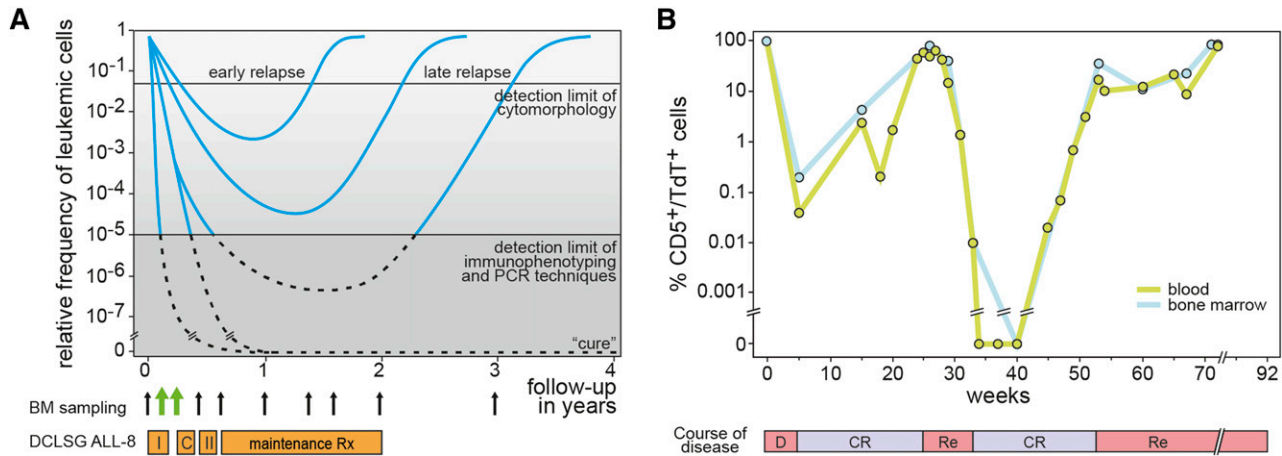 A
relative frequency of leukemic cells
1
10-1
10-2
10-3
10-4
10-5
10-6
10-7
0
early relapse
late relapse
detection limit of
cytomorphology
detection limit of
immunophenotyping
and PCR techniques
"cure"
0 1 2 3 4
follow-up
in years
BM sampling
DCLSG ALL-8
I
C
II
maintenance Rx
B
% CD5+/TdT+ cells
100
10
1
0.1
0.01
0.001
0
blood
bone marrow
0 10 20 30 40 50 60 70 92
weeks
Course of
disease
D CR Re CR Re